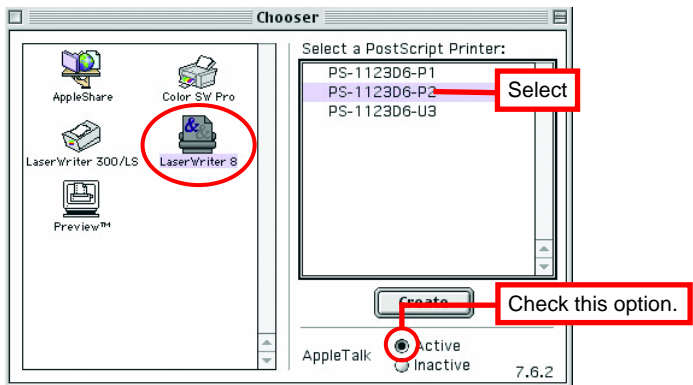 Chooser
AppleShare
Color SW Pro
LaserWriter 300/LS
LaserWriter 8
Preview™
Select a PostScript Printer:
PS-1123D6-P1
PS-1123D6-P2
PS-1123D6-U3
Select
Create
Check this option.
AppleTalk
Active
Inactive
7.6.2